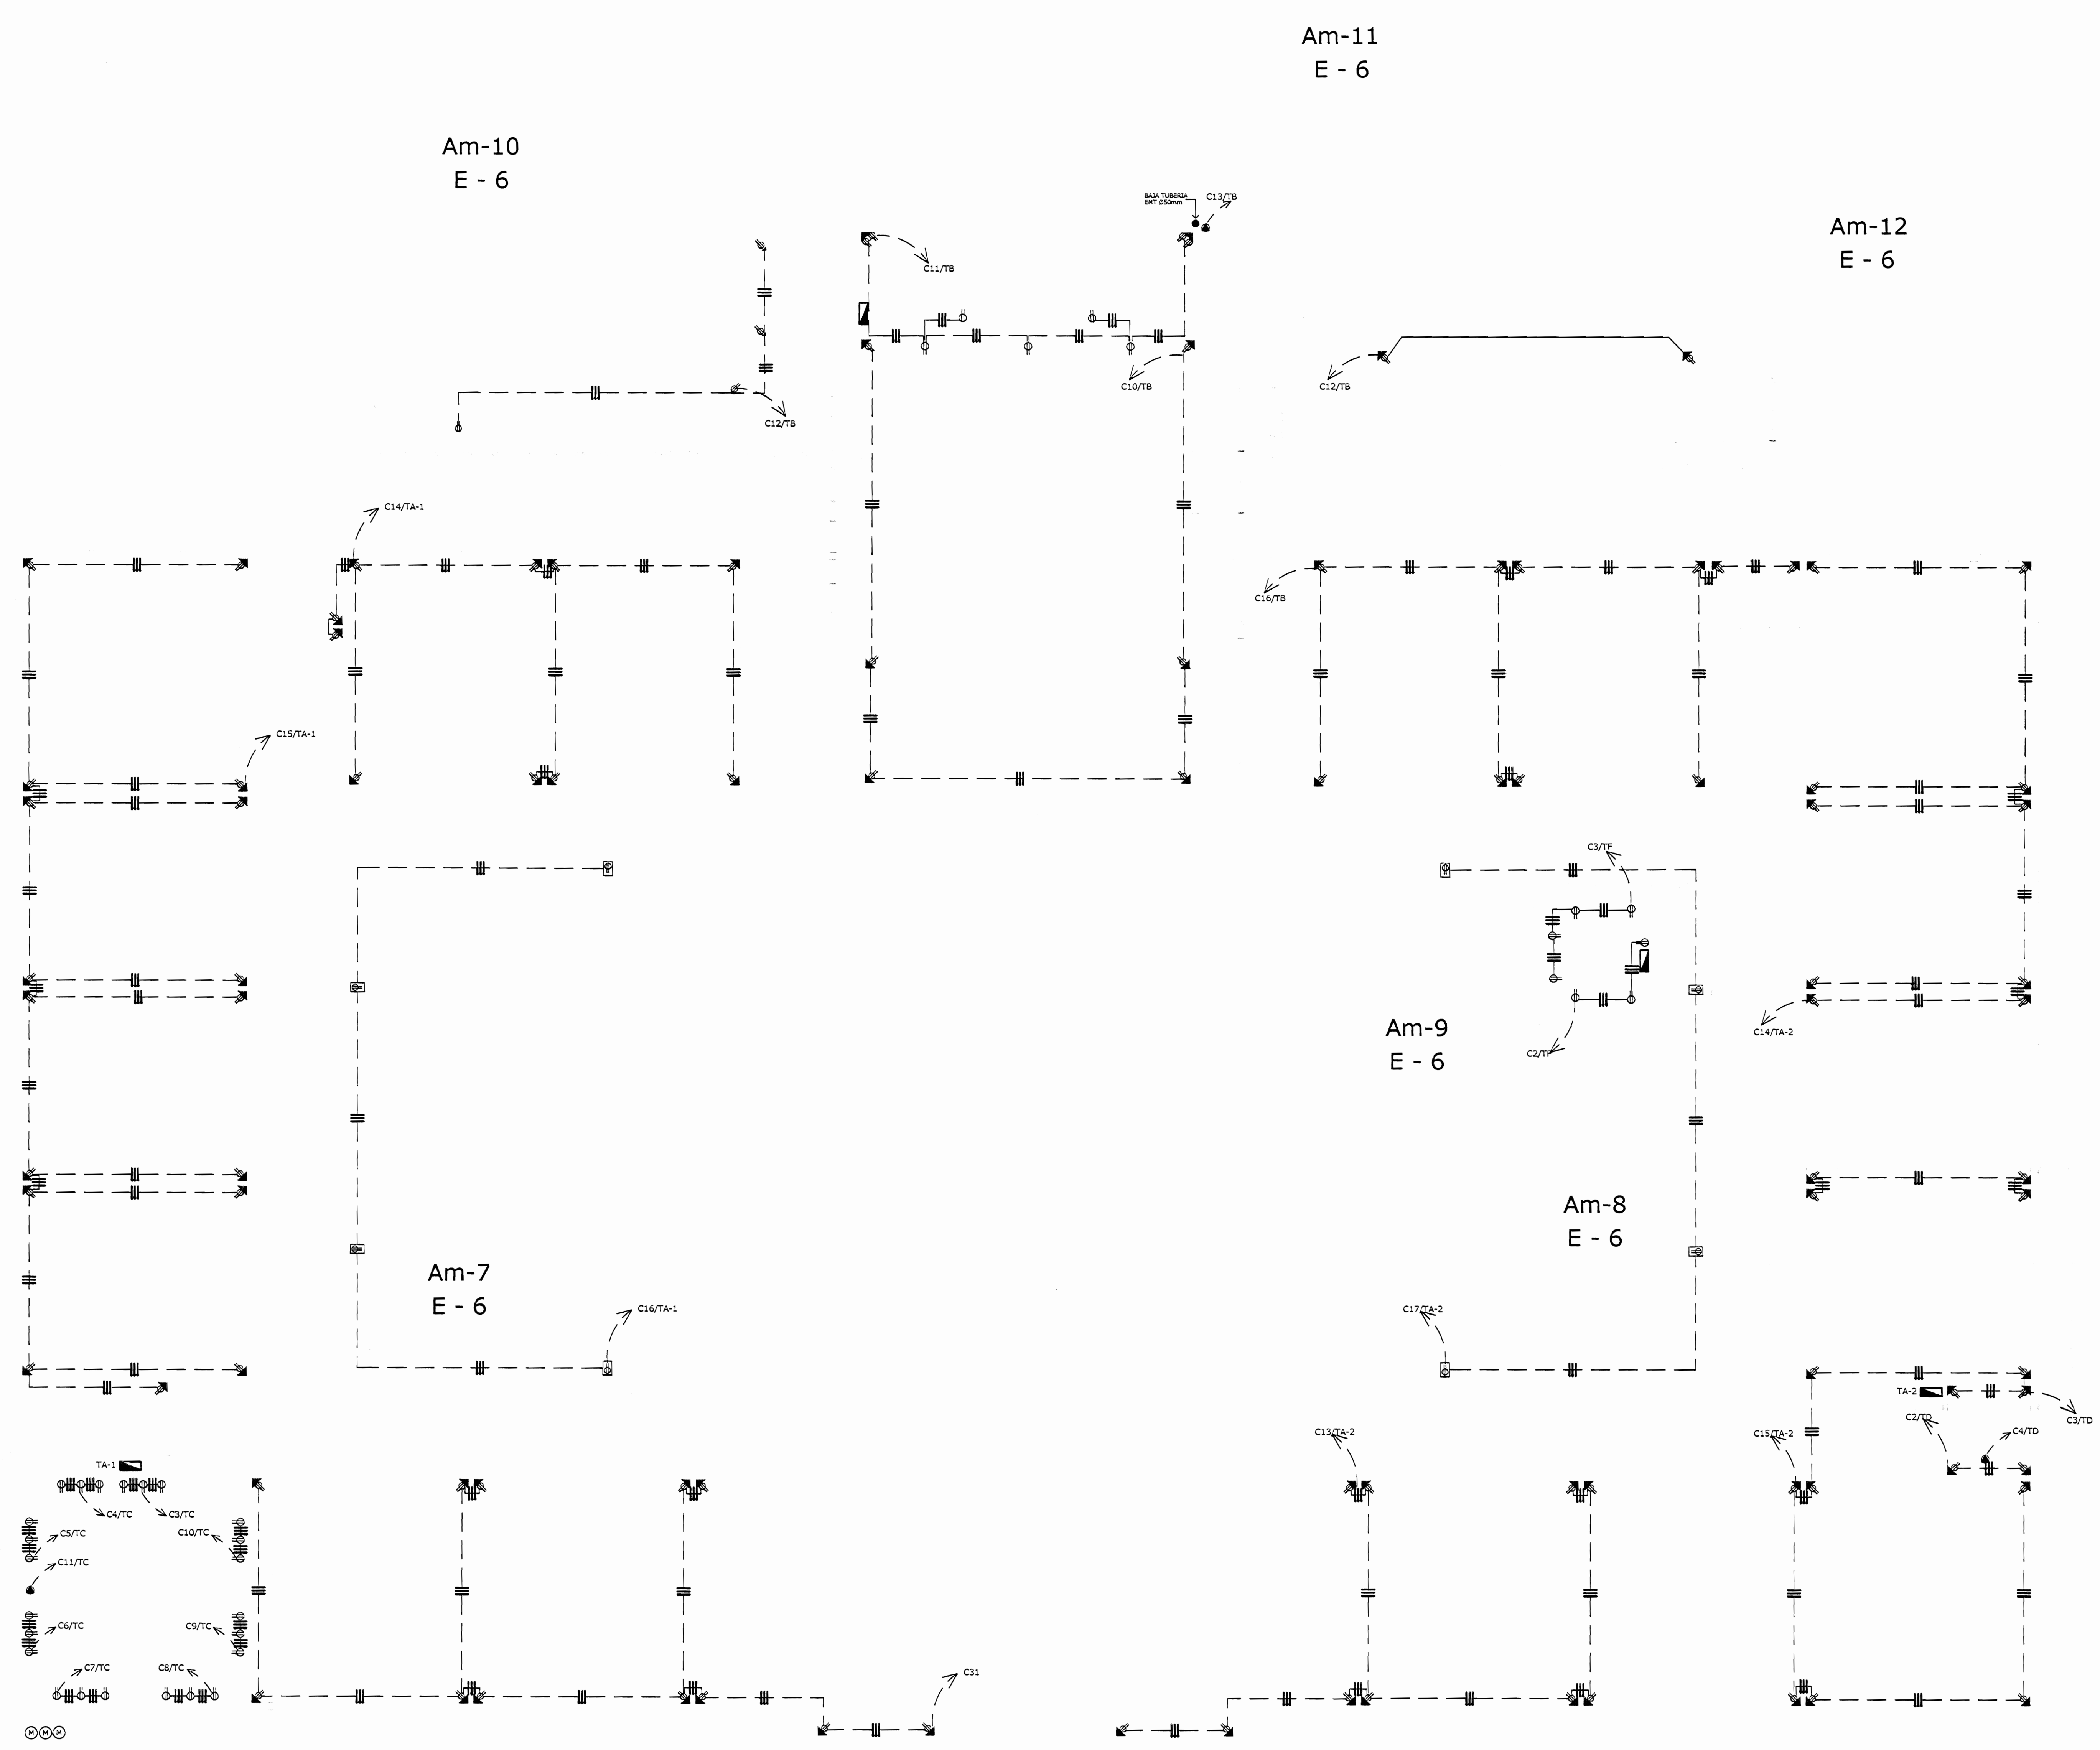 Am-11
E - 6
Am-10
E - 6
BAJA TUBERIA
EMT Ø50mm
C13/TB
Am-12
E - 6
C11/TB
C10/TB
C12/TB
C12/TB
C14/TA-1
C16/TB
C15/TA-1
C3/TF
Am-9
E - 6
C14/TA-2
C2/TF
Am-8
E - 6
Am-7
E - 6
C16/TA-1
C17/TA-2
TA-2
C2/TD
C3/TD
C13/TA-2
C15/TA-2
C4/TD
TA-1
C4/TC
C3/TC
C5/TC
C10/TC
C11/TC
C6/TC
C9/TC
C7/TC
C8/TC
C31
M M M